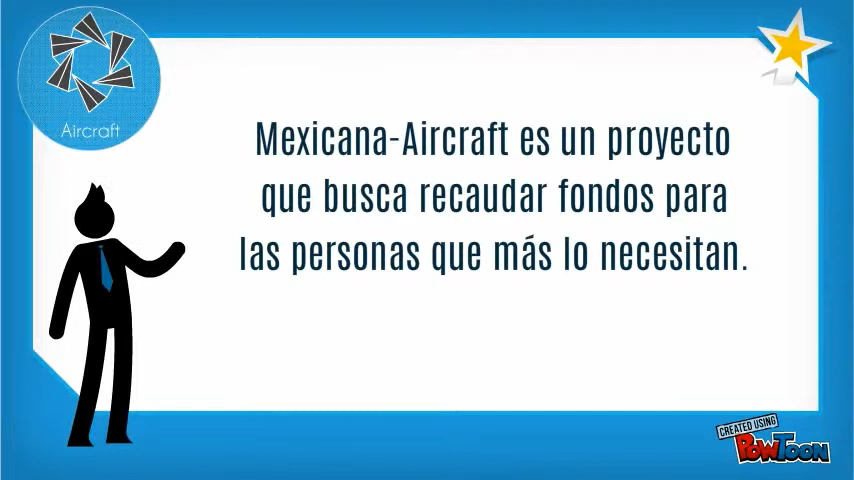 Aircraft
Mexicana-Aircraft es un proyecto
que busca recaudar fondos para
las personas que más lo necesitan.
CREATED USING
POWTOON